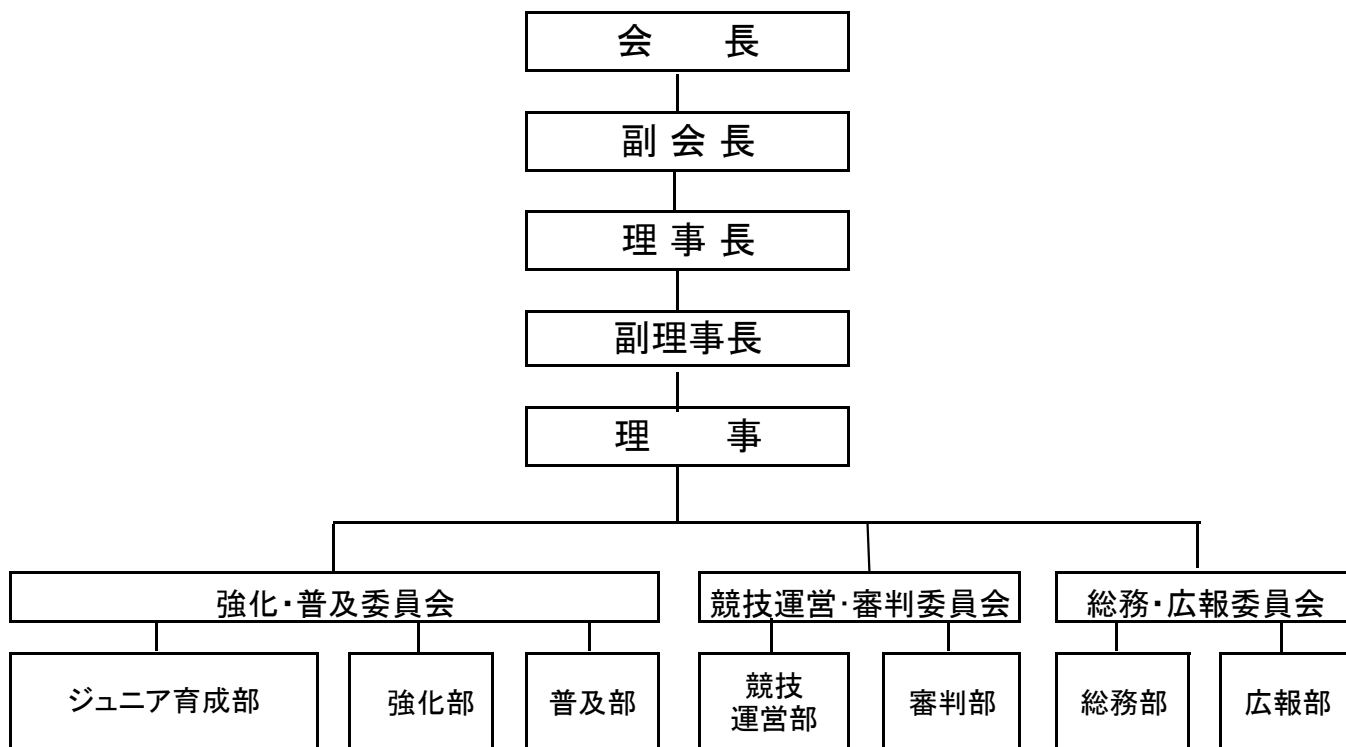 会　　長
副 会 長
理 事 長
副理事長
理　　事
強化・普及委員会
競技運営・審判委員会
総務・広報委員会
ジュニア育成部
強化部
普及部
競技
運営部
審判部
総務部
広報部